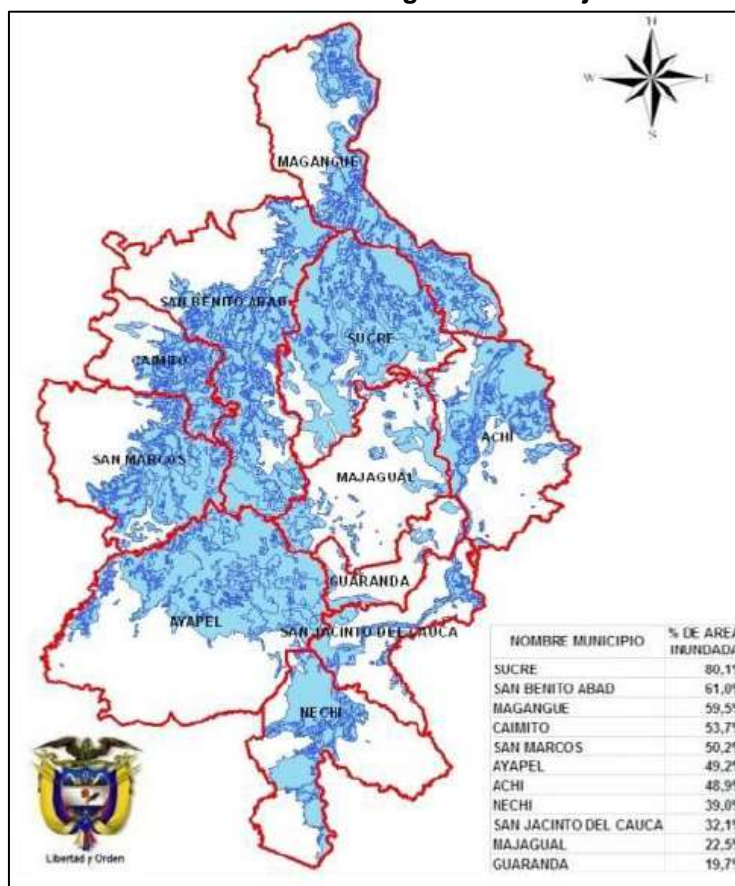 N
W E
S
MAGANGUE
SAN BENITO ABAD
SUCRE
CAIMITO
ACHÍ
SAN MARCOS
MAJAGUAL
GUARANDA
AYAPEL
SAN JACINTO DEL CAUCA
NECHI
Libertad y Orden
NOMBRE MUNICIPIO % DE AREA INUNDADA
SUCRE 80,1%
SAN BENITO ABAD 61,0%
MAGANGUE 59,5%
CAIMITO 53,7%
SAN MARCOS 50,2%
AYAPEL 49,2%
ACHI 48,9%
NECHI 39,0%
SAN JACINTO DEL CAUCA 32,1%
MAJAGUAL 22,5%
GUARANDA 19,7%